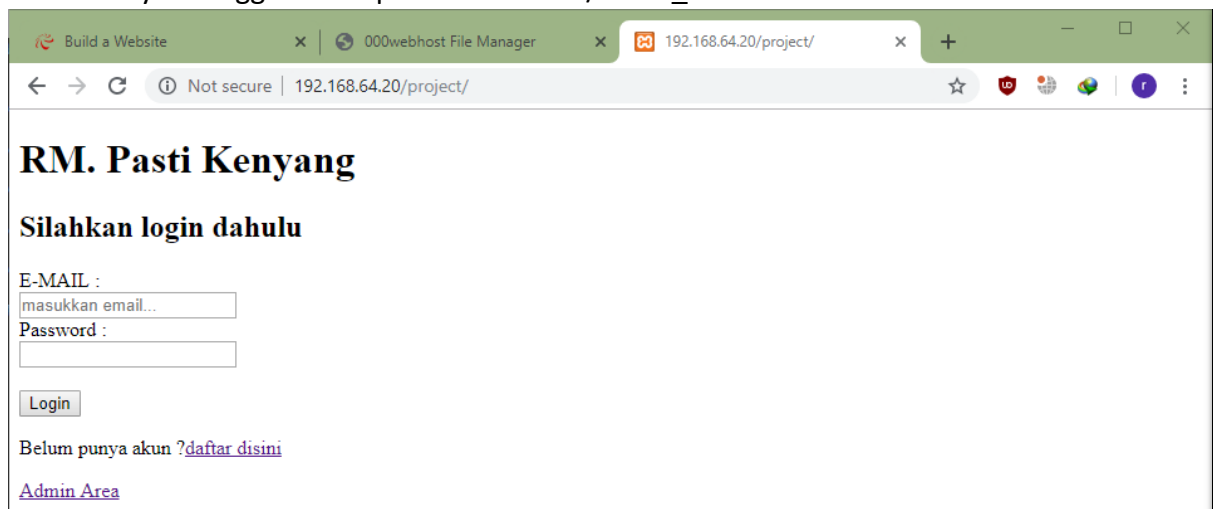 Build a Website
000webhost File Manager
192.168.64.20/project/
Not secure | 192.168.64.20/project/
r
RM. Pasti Kenyang
Silahkan login dahulu
E-MAIL :
masukkan email...
Password :
Login
Belum punya akun ?daftar disini
Admin Area